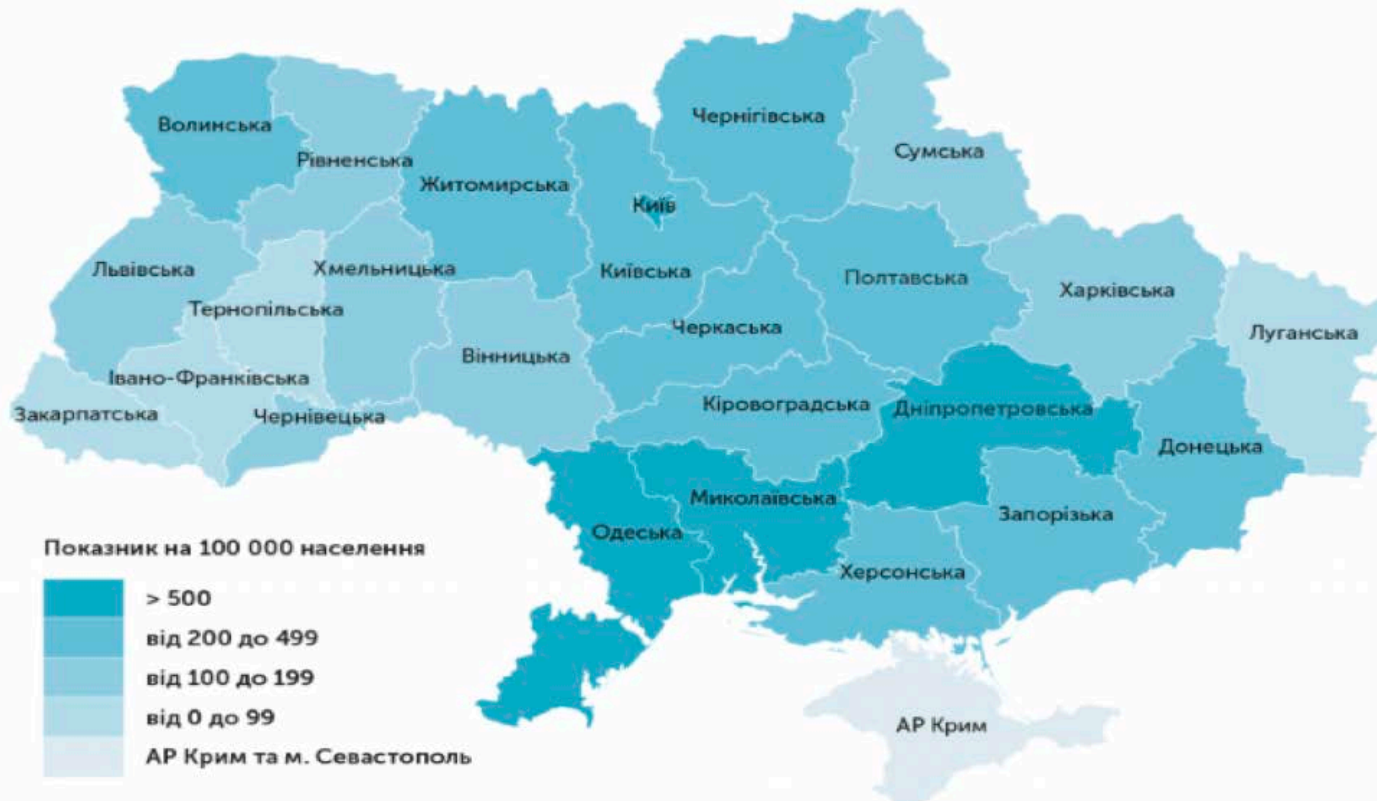 Чернігівська
Волинська
Сумська
Рівненська
Житомирська
Київ
Львівська
Хмельницька
Київська
Полтавська
Харківська
Тернопільська
Черкаська
Луганська
Вінницька
Івано-Франківська
Закарпатська
Чернівецька
Кіровоградська
Дніпропетровська
Донецька
Миколаївська
Запорізька
Одеська
Херсонська
Показник на 100 000 населення
> 500
від 200 до 499
від 100 до 199
від 0 до 99
АР Крим та м. Севастополь
АР Крим